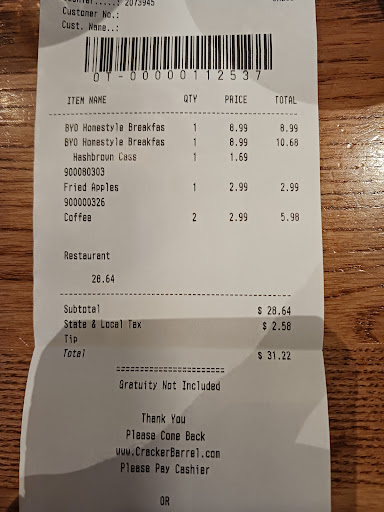 2073945
Customer No.:
Cust. Name..:
OT-00000112537
ITEM NAME QTY PRICE TOTAL
BYO Homestyle Breakfas 1 8.99 8.99
BYO Homestyle Breakfas 1 8.99 10.68
Hashbrown Cass 1 1.69
900080303
Fried Apples 1 2.99 2.99
900000326
Coffee 2 2.99 5.98
Restaurant
28.64
Subtotal $ 28.64
State & Local Tax $ 2.58
Tip
Total $ 31.22
========================
Gratuity Not Included
Thank You
Please Come Back
www.CrackerBarrel.com
Please Pay Cashier
OR